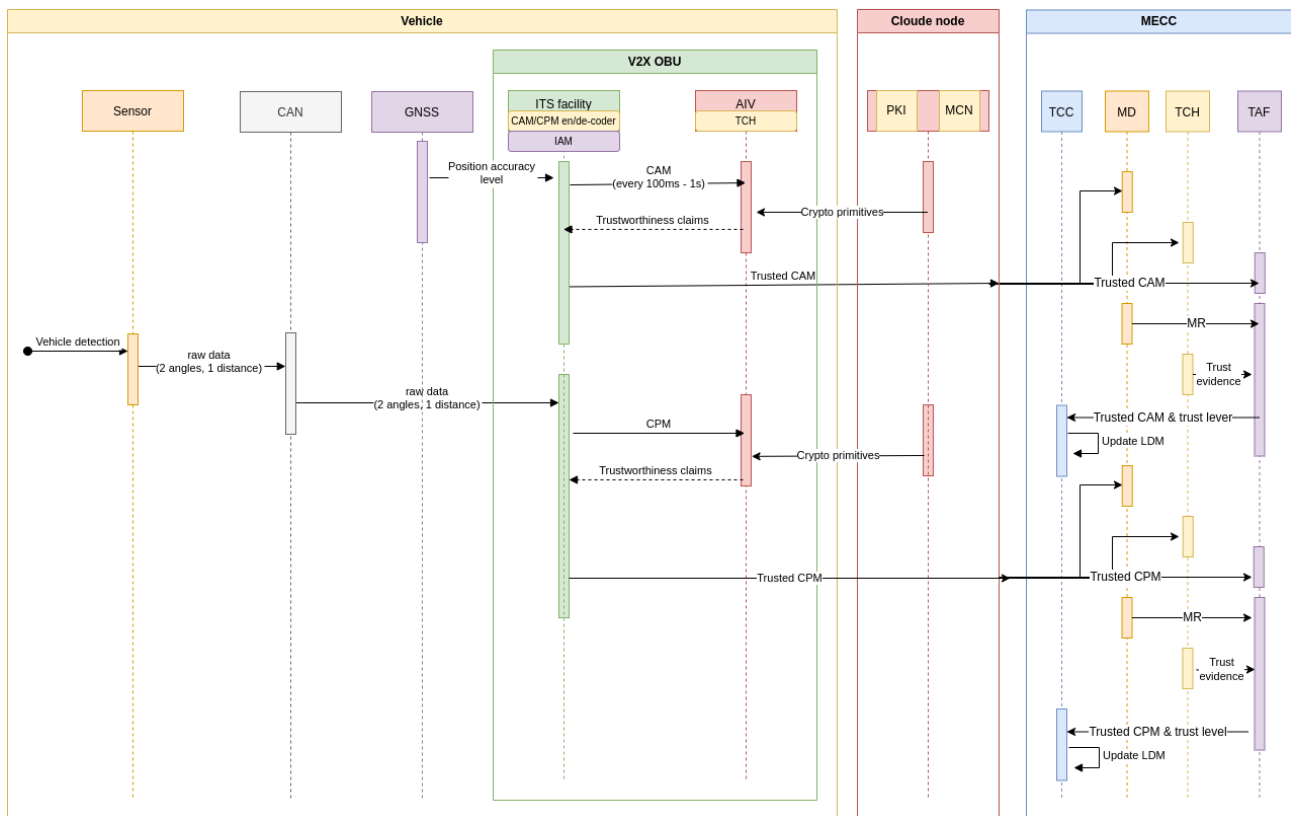 Vehicle
Cloude node
MECC
V2X OBU
Sensor
CAN
GNSS
ITS facility
CAM/CPM en/de-coder
IAM
AIV
TCH
PKI
MCN
TCC
MD
TCH
TAF
Position accuracy
level
CAM
(every 100ms - 1s)
Crypto primitives
Trustworthiness claims
Trusted CAM
Trusted CAM
Vehicle detection
raw data
(2 angles, 1 distance)
MR
Trust
evidence
raw data
(2 angles, 1 distance)
Trusted CAM & trust lever
CPM
Update LDM
Crypto primitives
Trustworthiness claims
Trusted CPM
Trusted CPM
MR
Trust
evidence
Trusted CPM & trust level
Update LDM